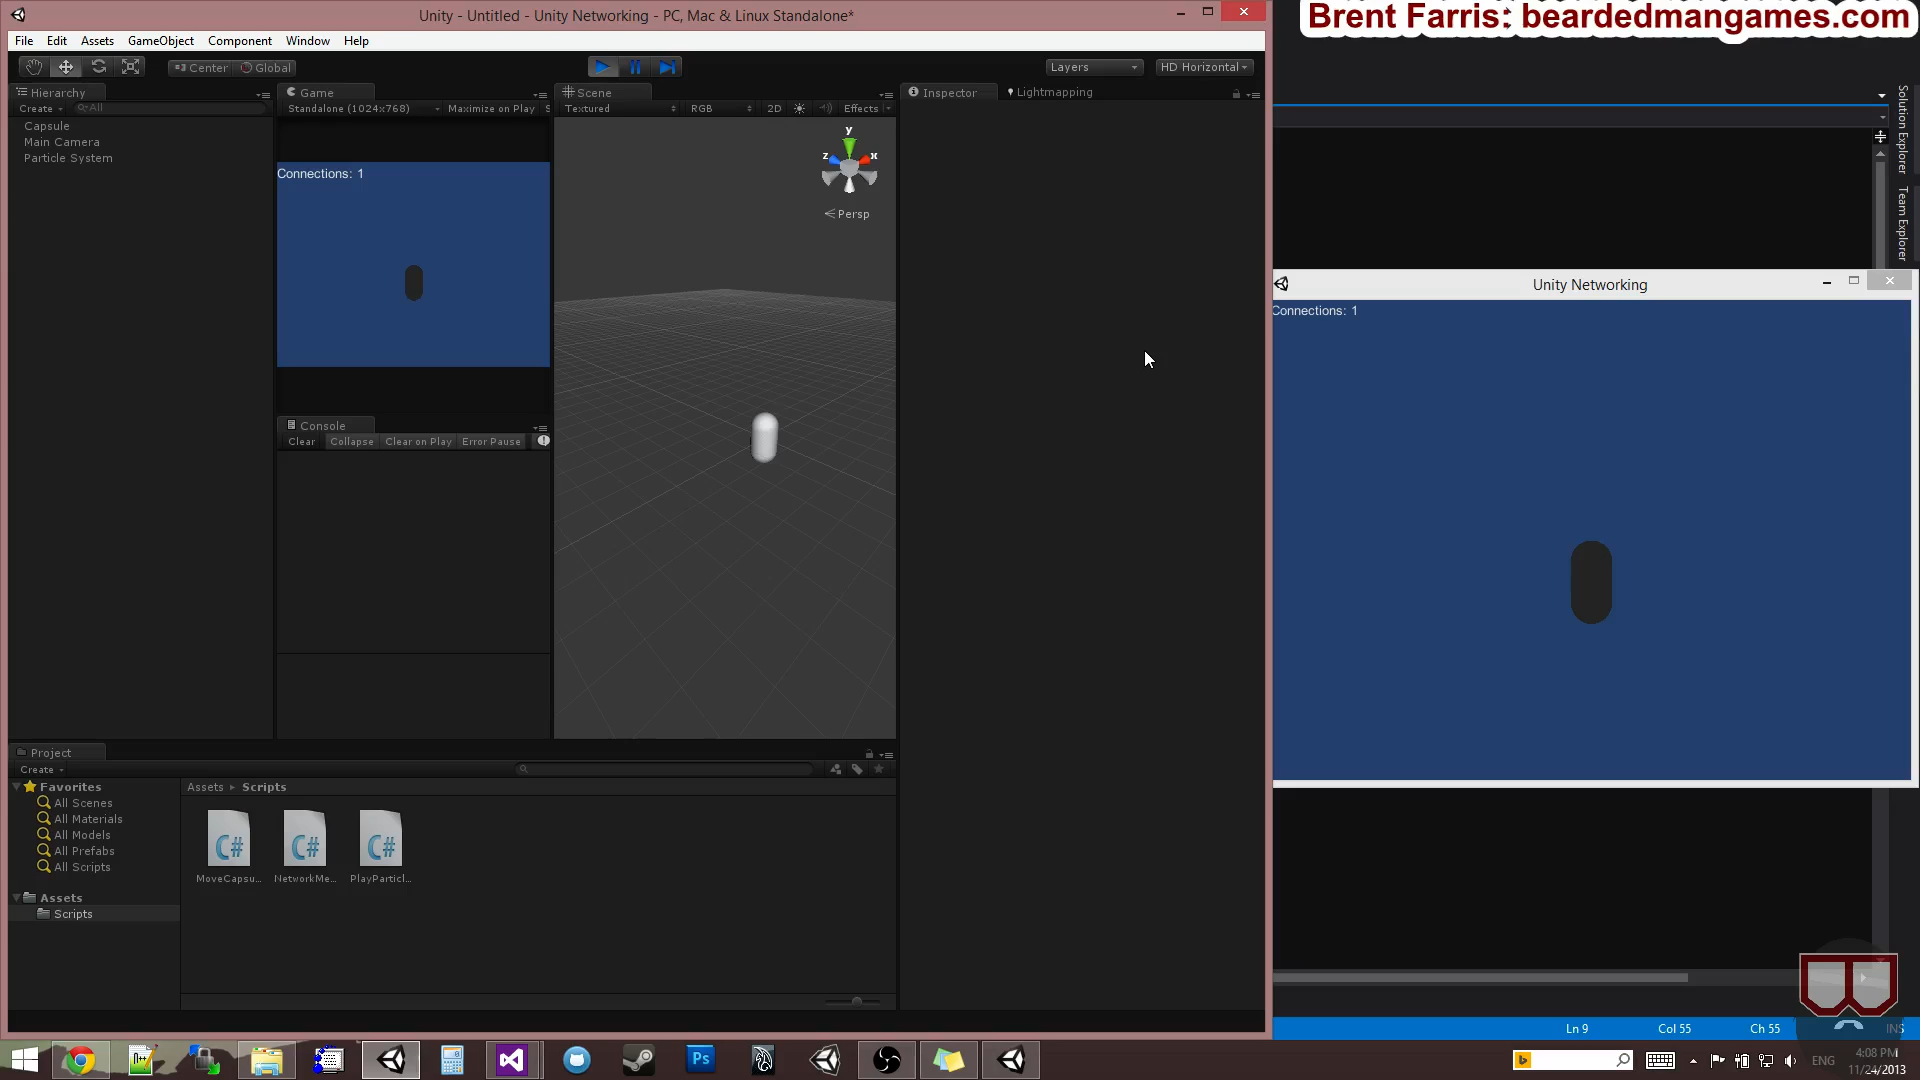 Unity - Untitled - Unity Networking - PC, Mac & Linux Standalone*
Brent Farris: beardedmangames.com
File Edit Assets GameObject Component Window Help
Center Global
Layers
HD Horizontal
Hierarchy
Game
Scene
Inspector
Lightmapping
Create All
Standalone (1024x768) Maximize on Play S
Textured RGB 2D Effects
Capsule
Main Camera
Particle System
Connections: 1
y
z
x
Persp
Solution Explorer
Team Explorer
Unity Networking
Connections: 1
Console
Clear Collapse Clear on Play Error Pause
Project
Create
Favorites
All Scenes
All Materials
All Models
All Prefabs
All Scripts
Assets
Scripts
Assets Scripts
C# C# C#
MoveCapsu... NetworkMe... PlayParticl...
Ln 9 Col 55 Ch 55 INS
Ps
b
ENG
4:08 PM
11/24/2013